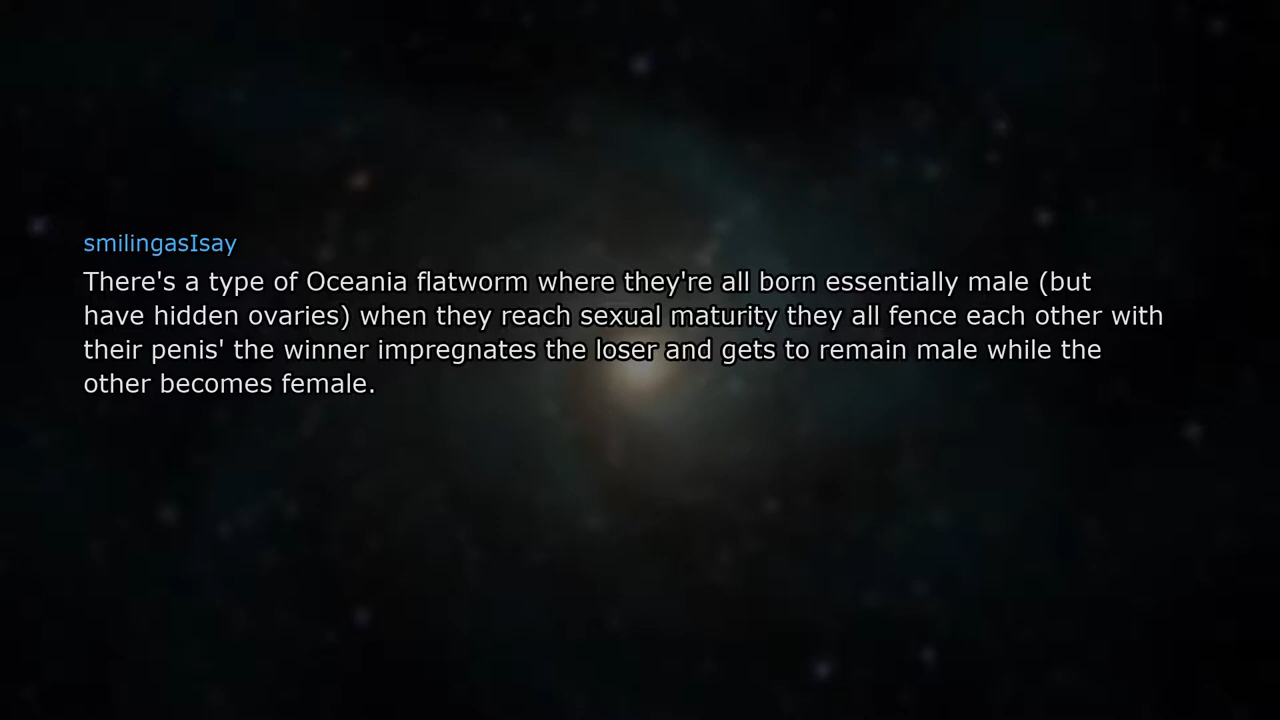 smilingasIsay
There's a type of Oceania flatworm where they're all born essentially male (but
have hidden ovaries) when they reach sexual maturity they all fence each other with
their penis' the winner impregnates the loser and gets to remain male while the
other becomes female.